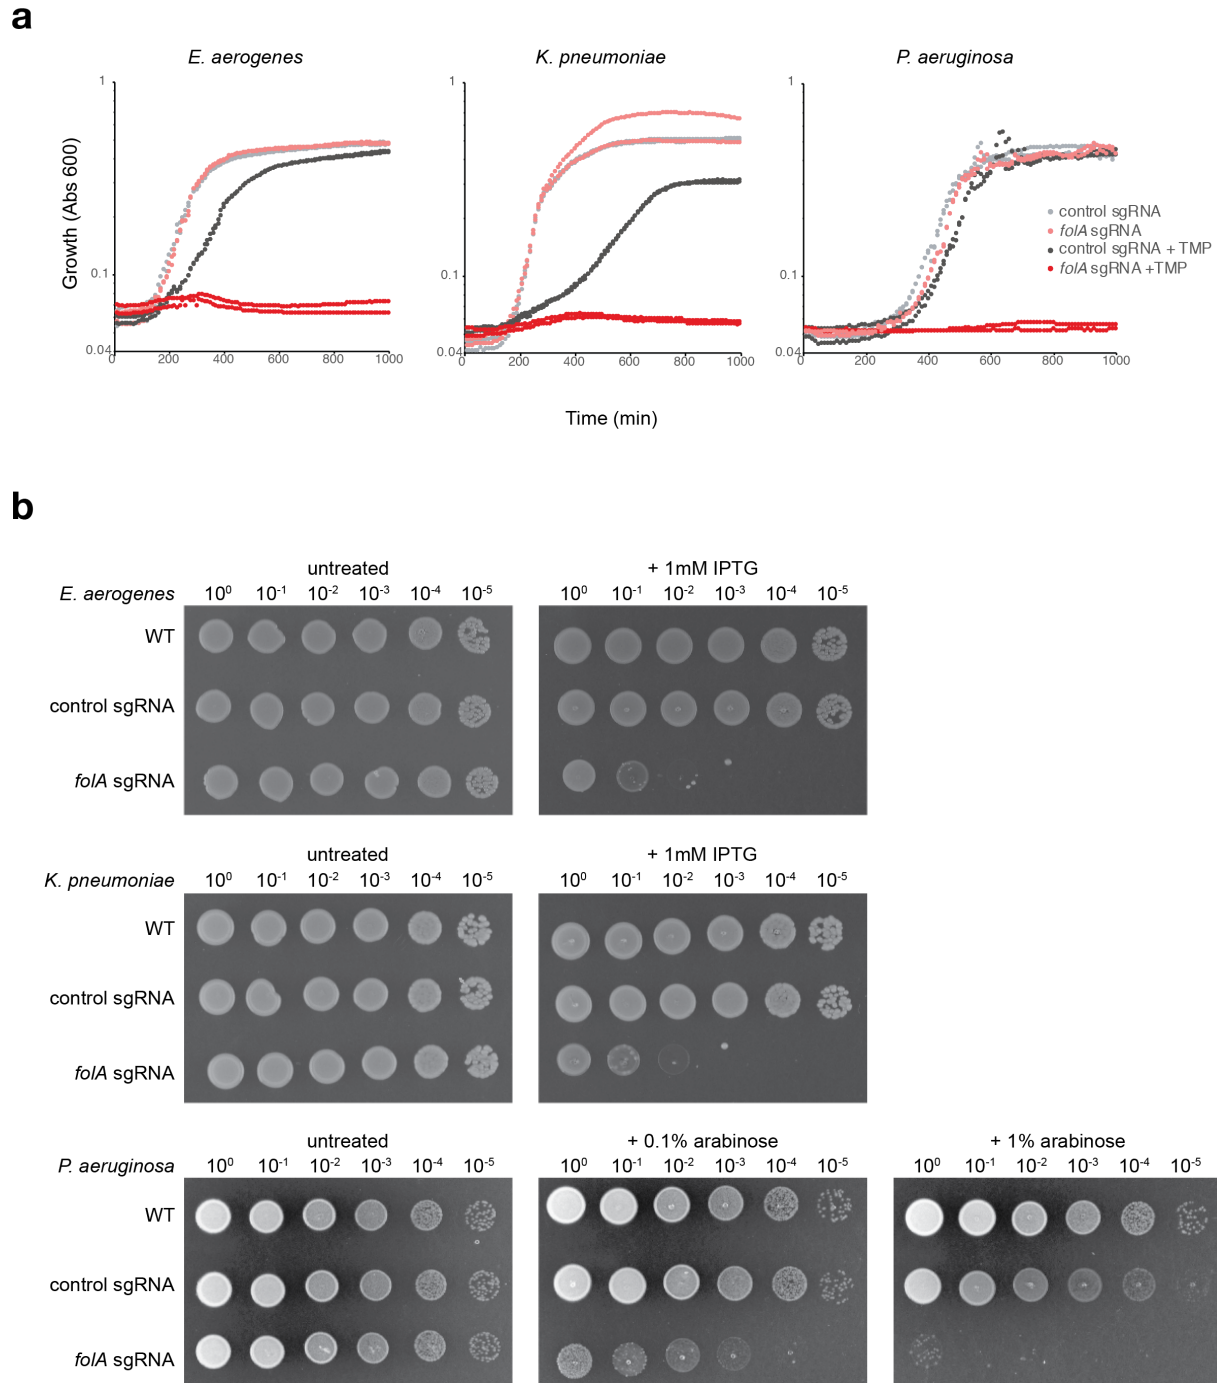 a
E. aerogenes K. pneumoniae P. aeruginosa
Growth (Abs 600)
1
0.1
0.04
0 200 400 600 800 1000
1
0.1
0.04
0 200 400 600 800 1000
1
0.1
0.04
0 200 400 600 800 1000
control sgRNA
folA sgRNA
control sgRNA + TMP
folA sgRNA +TMP
Time (min)
b
untreated + 1mM IPTG
E. aerogenes 10⁰ 10⁻¹ 10⁻² 10⁻³ 10⁻⁴ 10⁻⁵ 10⁰ 10⁻¹ 10⁻² 10⁻³ 10⁻⁴ 10⁻⁵
WT
control sgRNA
folA sgRNA
untreated + 1mM IPTG
K. pneumoniae 10⁰ 10⁻¹ 10⁻² 10⁻³ 10⁻⁴ 10⁻⁵ 10⁰ 10⁻¹ 10⁻² 10⁻³ 10⁻⁴ 10⁻⁵
WT
control sgRNA
folA sgRNA
untreated + 0.1% arabinose + 1% arabinose
P. aeruginosa 10⁰ 10⁻¹ 10⁻² 10⁻³ 10⁻⁴ 10⁻⁵ 10⁰ 10⁻¹ 10⁻² 10⁻³ 10⁻⁴ 10⁻⁵ 10⁰ 10⁻¹ 10⁻² 10⁻³ 10⁻⁴ 10⁻⁵
WT
control sgRNA
folA sgRNA